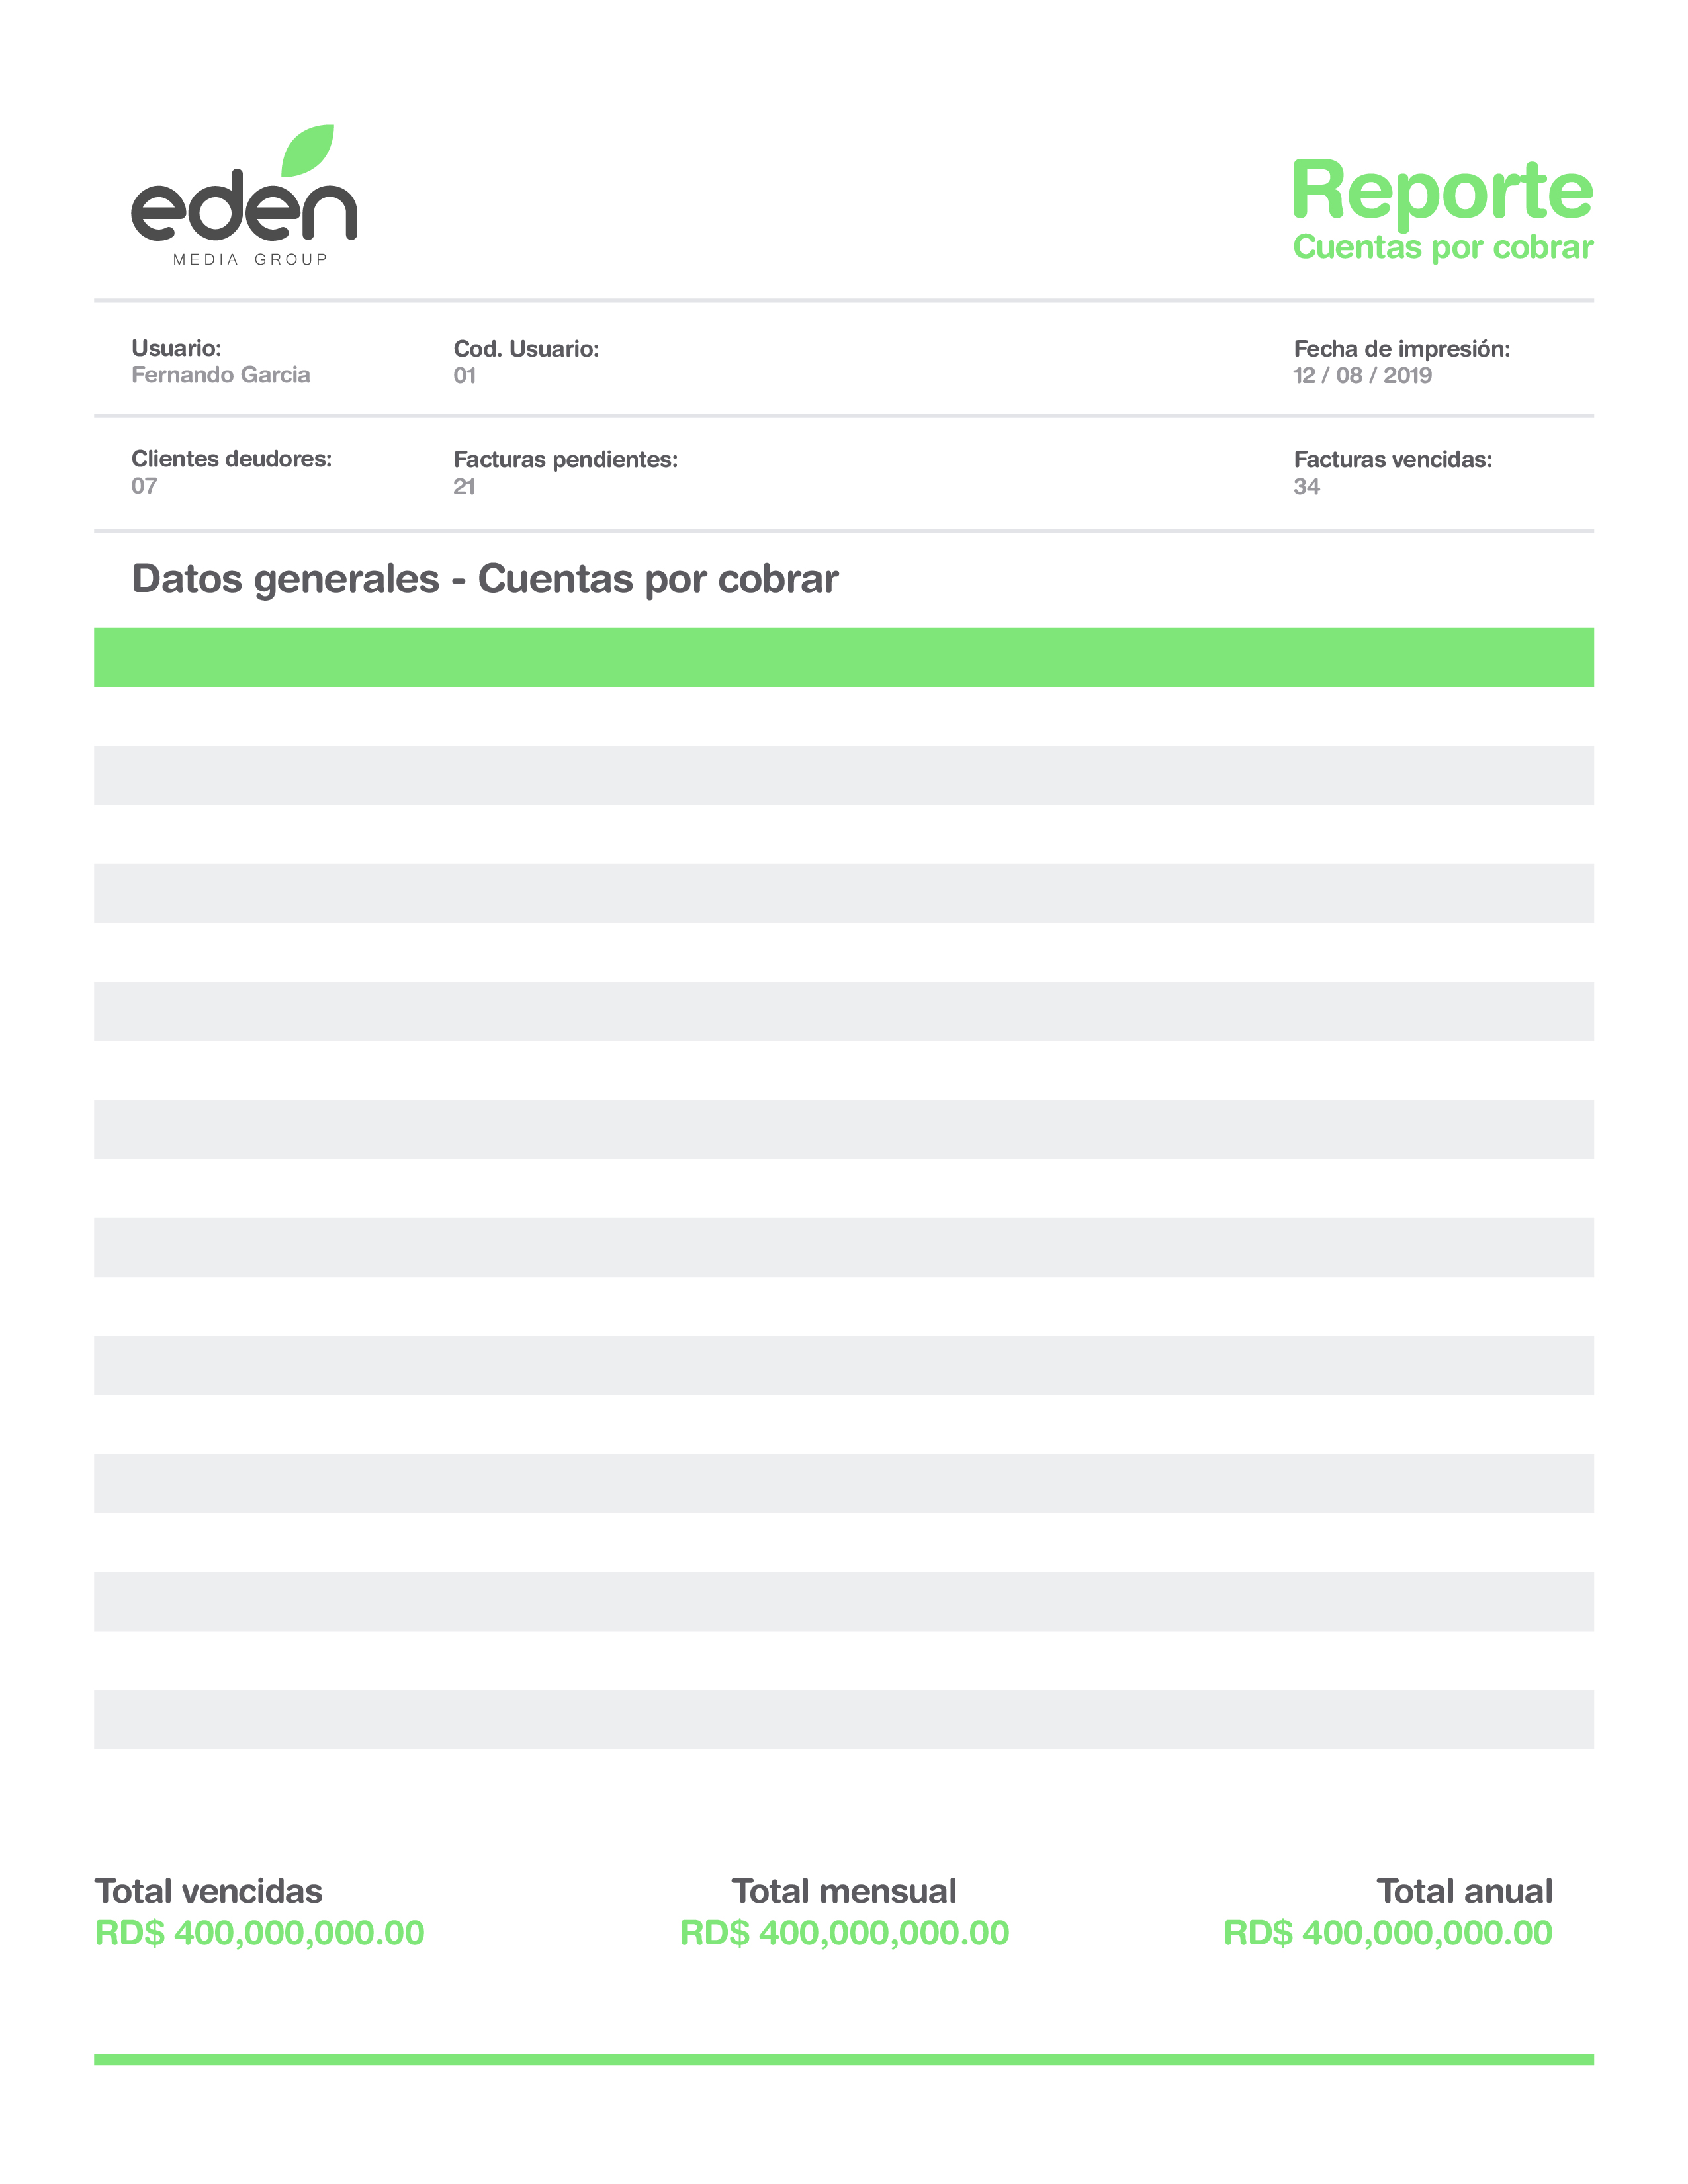 eden
MEDIA GROUP
Reporte
Cuentas por cobrar
Usuario:
Fernando Garcia
Cod. Usuario:
01
Fecha de impresión:
12 / 08 / 2019
Clientes deudores:
07
Facturas pendientes:
21
Facturas vencidas:
34
Datos generales - Cuentas por cobrar
Total vencidas
RD$ 400,000,000.00
Total mensual
RD$ 400,000,000.00
Total anual
RD$ 400,000,000.00